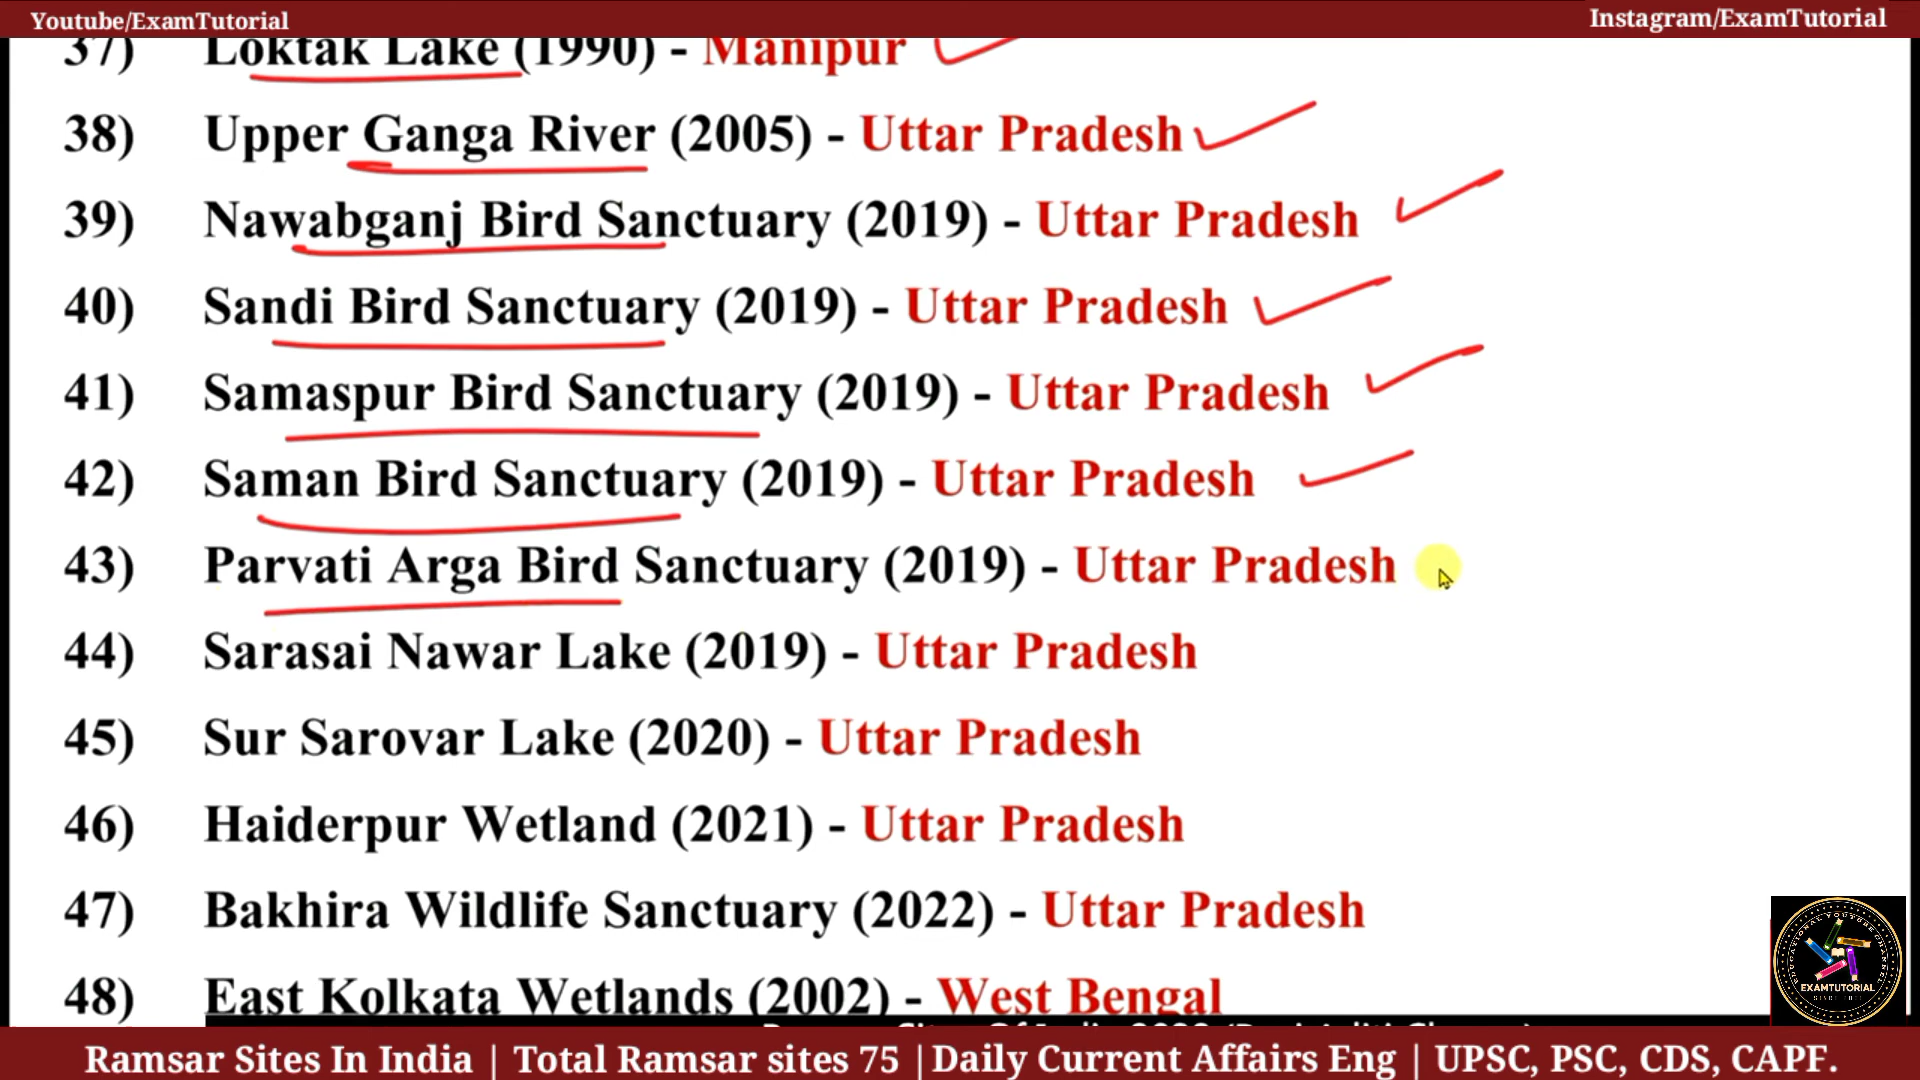 Youtube/ExamTutorial
Instagram/ExamTutorial
37) Loktak Lake (1990) - Manipur
38) Upper Ganga River (2005) - Uttar Pradesh
39) Nawabganj Bird Sanctuary (2019) - Uttar Pradesh
40) Sandi Bird Sanctuary (2019) - Uttar Pradesh
41) Samaspur Bird Sanctuary (2019) - Uttar Pradesh
42) Saman Bird Sanctuary (2019) - Uttar Pradesh
43) Parvati Arga Bird Sanctuary (2019) - Uttar Pradesh
44) Sarasai Nawar Lake (2019) - Uttar Pradesh
45) Sur Sarovar Lake (2020) - Uttar Pradesh
46) Haiderpur Wetland (2021) - Uttar Pradesh
47) Bakhira Wildlife Sanctuary (2022) - Uttar Pradesh
48) East Kolkata Wetlands (2002) - West Bengal
EDUCATIONAL YOUTUBE CHANNEL
EXAMTUTORIAL
Ramsar Sites In India | Total Ramsar sites 75 | Daily Current Affairs Eng | UPSC, PSC, CDS, CAPF.